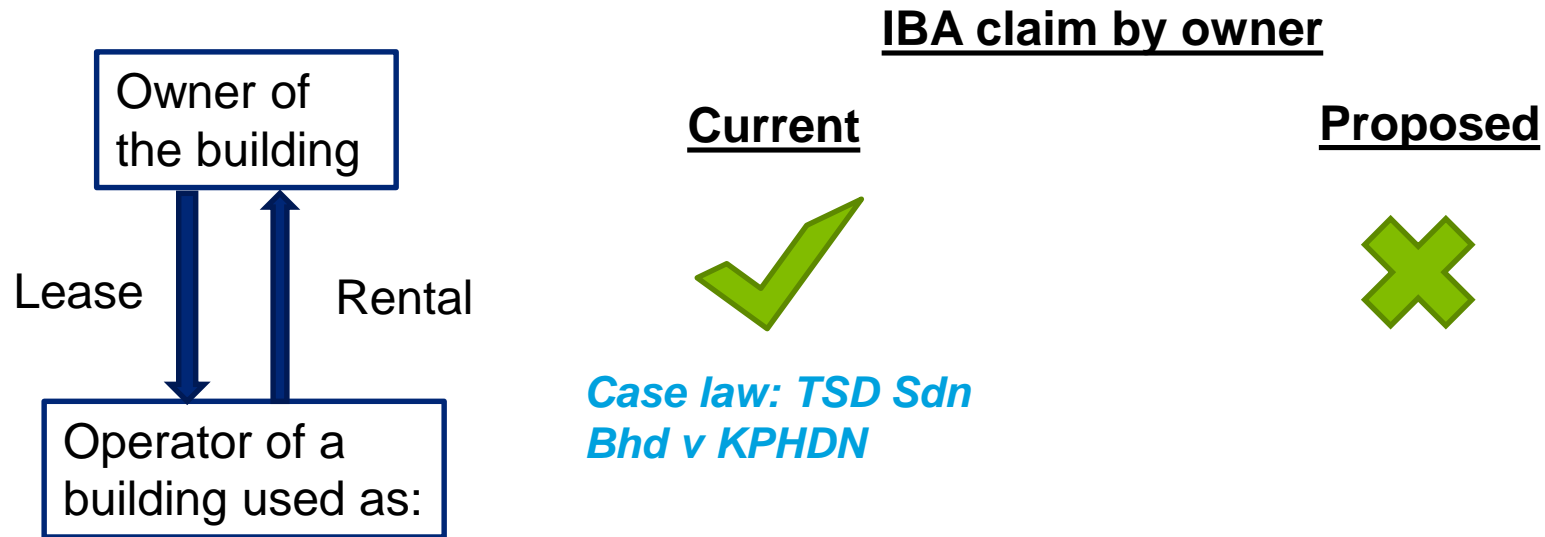 IBA claim by owner
Owner of
the building
Current
Proposed
Lease
Rental
Case law: TSD Sdn
Bhd v KPHDN
Operator of a
building used as: